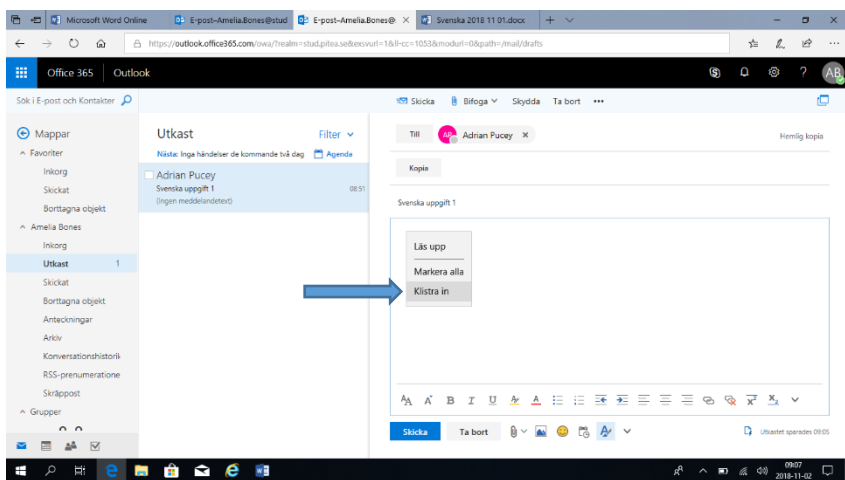 Microsoft Word Online
E-post–Amelia.Bones@stud
E-post–Amelia.Bones@
Svenska 2018 11 01.docx
https://outlook.office365.com/owa/?realm=stud.pitea.se&exsvurl=1&ll-cc=1053&modurl=0&path=/mail/drafts
Office 365 Outlook
AB
Sök i E-post och Kontakter
Skicka Bifoga Skydda Ta bort
Mappar
Favoriter
Inkorg
Skickat
Borttagna objekt
Amelia Bones
Inkorg
Utkast 1
Skickat
Borttagna objekt
Anteckningar
Arkiv
Konversationshistorik
RSS-prenumeratione
Skräppost
Grupper
Utkast Filter
Nästa: Inga händelser de kommande två dag Agenda
Adrian Pucey
Svenska uppgift 1 08:51
(Ingen meddelandetext)
Till AP Adrian Pucey Hemlig kopia
Kopia
Svenska uppgift 1
Läs upp
Markera alla
Klistra in
Skicka Ta bort Utkastet sparades 09:05
09:07
2018-11-02